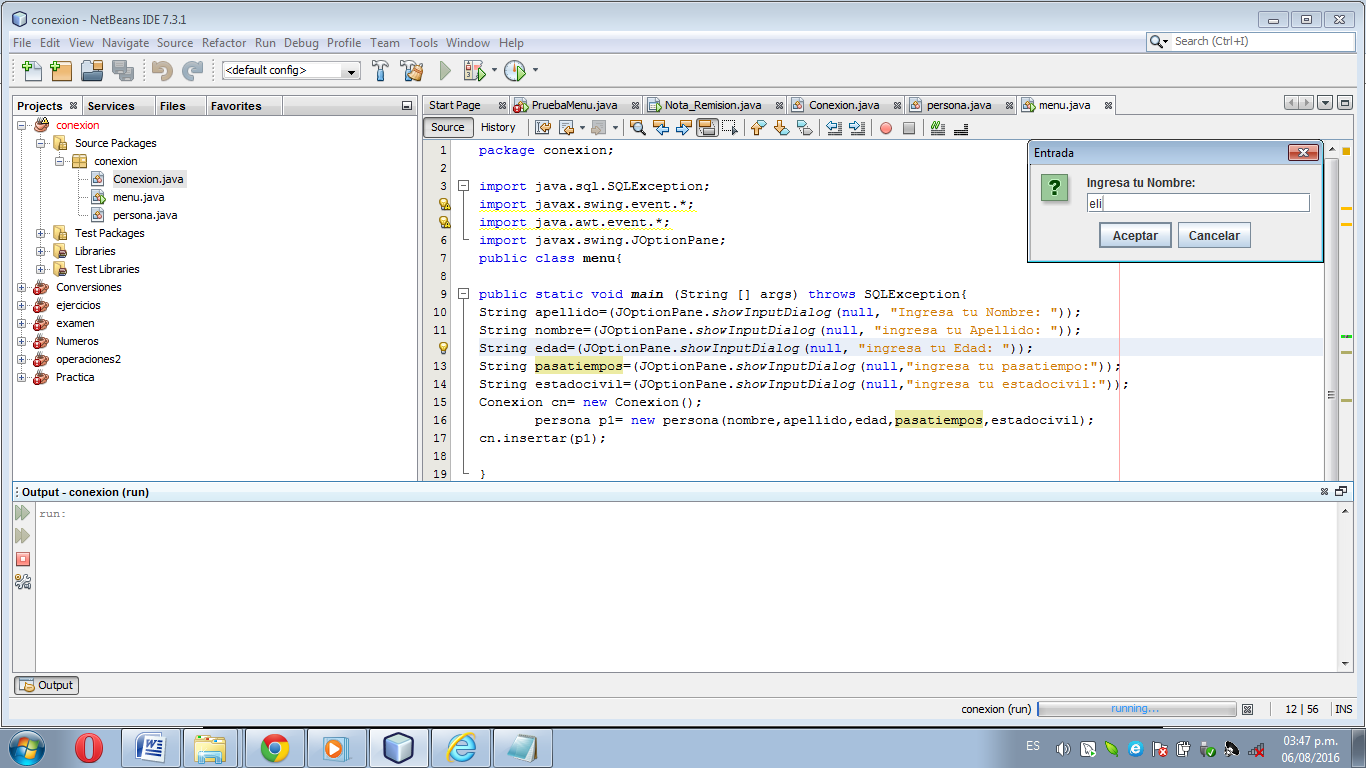 conexion - NetBeans IDE 7.3.1
File Edit View Navigate Source Refactor Run Debug Profile Team Tools Window Help
Search (Ctrl+I)
<default config>
Projects Services Files Favorites
conexion
Source Packages
conexion
Conexion.java
menu.java
persona.java
Test Packages
Libraries
Test Libraries
Conversiones
ejercicios
examen
Numeros
operaciones2
Practica
Start Page PruebaMenu.java Nota_Remision.java Conexion.java persona.java menu.java
Source History
1 package conexion;
2
3 import java.sql.SQLException;
import javax.swing.event.*;
import java.awt.event.*;
6 import javax.swing.JOptionPane;
7 public class menu{
8
9 public static void main (String [] args) throws SQLException{
10 String apellido=(JOptionPane.showInputDialog(null, "Ingresa tu Nombre: "));
11 String nombre=(JOptionPane.showInputDialog(null, "ingresa tu Apellido: "));
String edad=(JOptionPane.showInputDialog(null, "ingresa tu Edad: "));
13 String pasatiempos=(JOptionPane.showInputDialog(null,"ingresa tu pasatiempo:"));
14 String estadocivil=(JOptionPane.showInputDialog(null,"ingresa tu estadocivil:"));
15 Conexion cn= new Conexion();
16 persona p1= new persona(nombre,apellido,edad,pasatiempos,estadocivil);
17 cn.insertar(p1);
18
19 }
Entrada
Ingresa tu Nombre:
eli
Aceptar Cancelar
Output - conexion (run)
run:
Output
conexion (run) running... 12 | 56 INS
ES 03:47 p.m.
06/08/2016